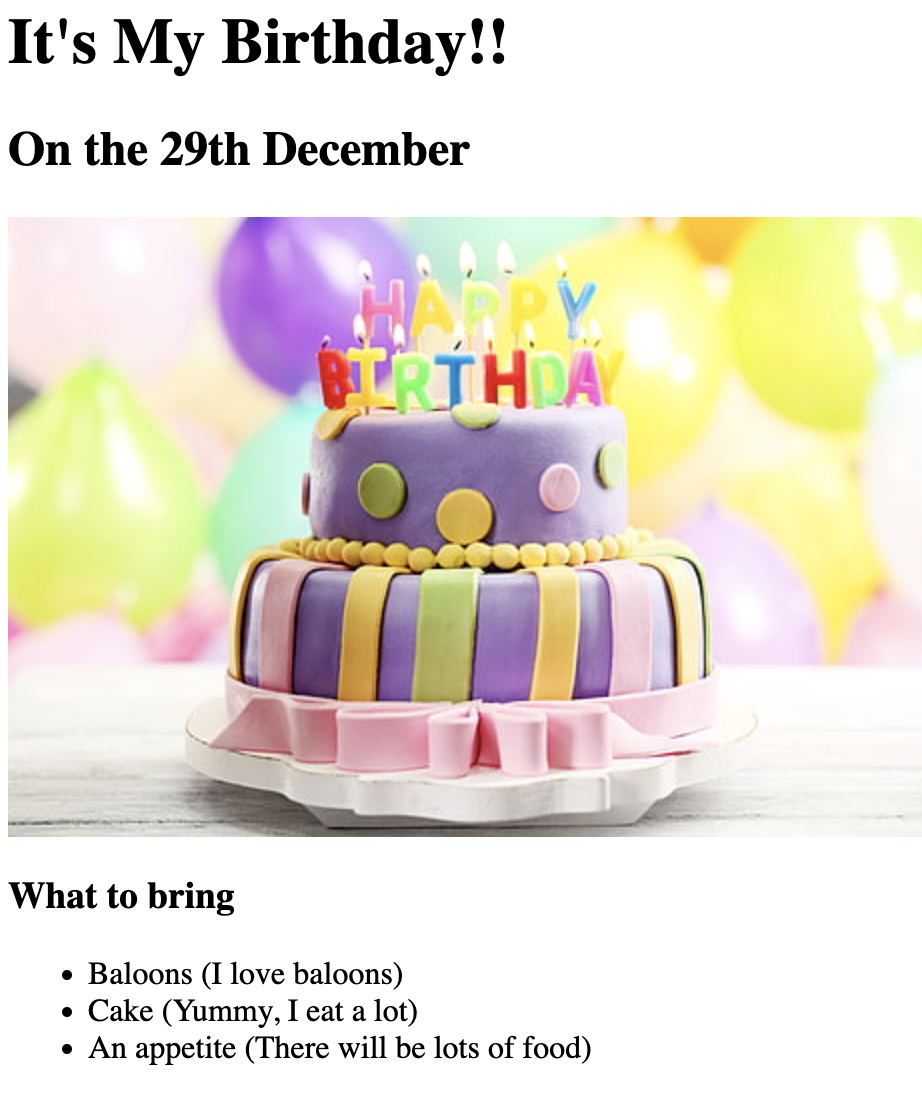 It's My Birthday!!
On the 29th December
HAPPY
BIRTHDAY
What to bring
Baloons (I love baloons)
Cake (Yummy, I eat a lot)
An appetite (There will be lots of food)